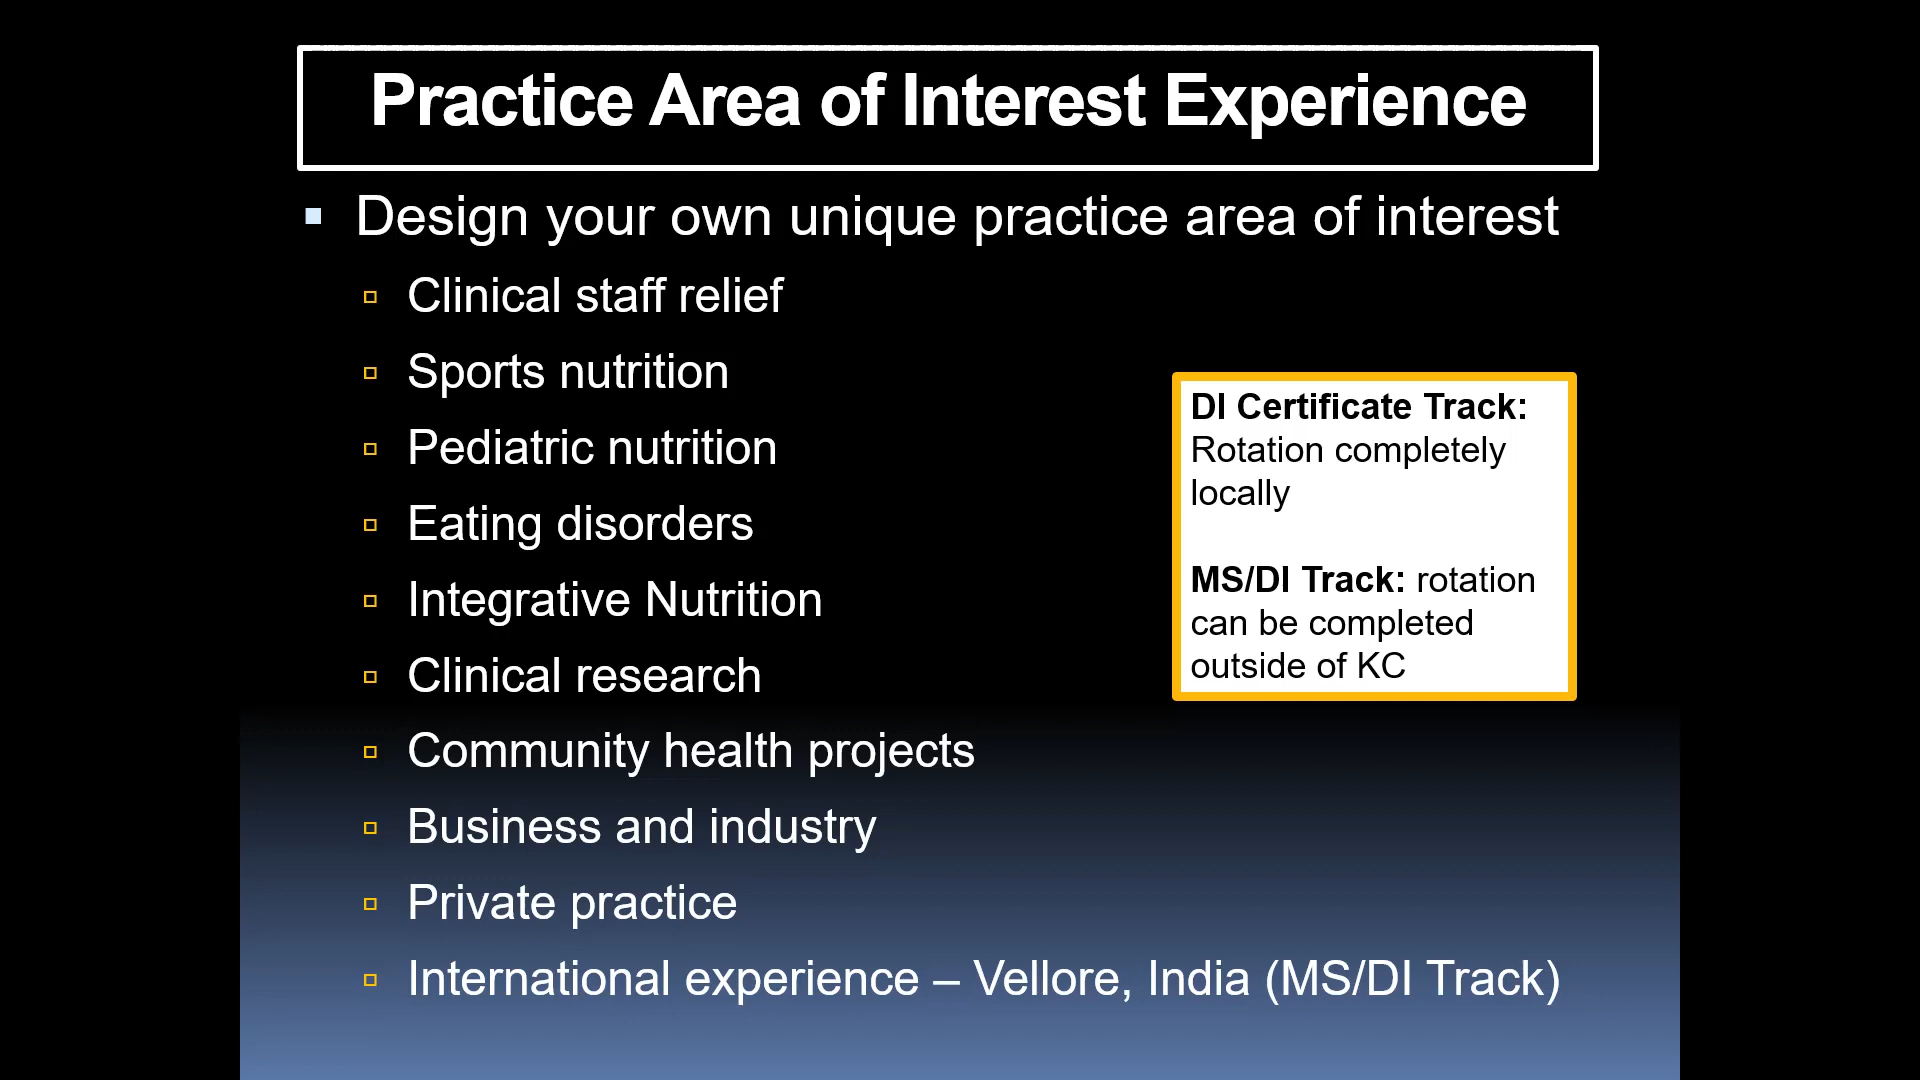 Practice Area of Interest Experience
Design your own unique practice area of interest
Clinical staff relief
Sports nutrition
Pediatric nutrition
Eating disorders
Integrative Nutrition
Clinical research
Community health projects
Business and industry
Private practice
International experience – Vellore, India (MS/DI Track)
DI Certificate Track:
Rotation completely
locally
MS/DI Track: rotation
can be completed
outside of KC